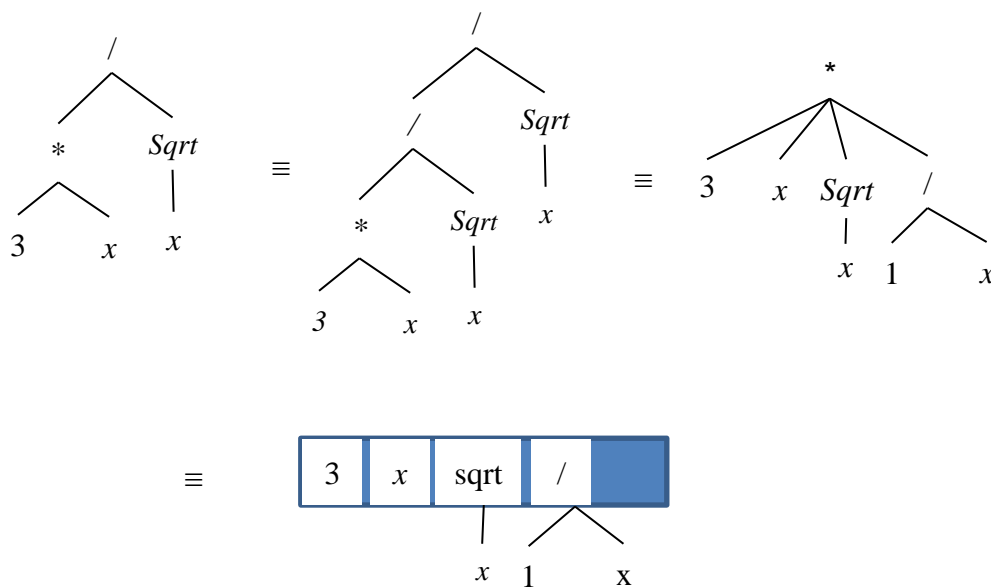 /
* Sqrt
3 x x
≡
/
/ Sqrt
* Sqrt x
3 x x
≡
*
3 x Sqrt /
x 1 x
≡
3 x sqrt /
x 1 x